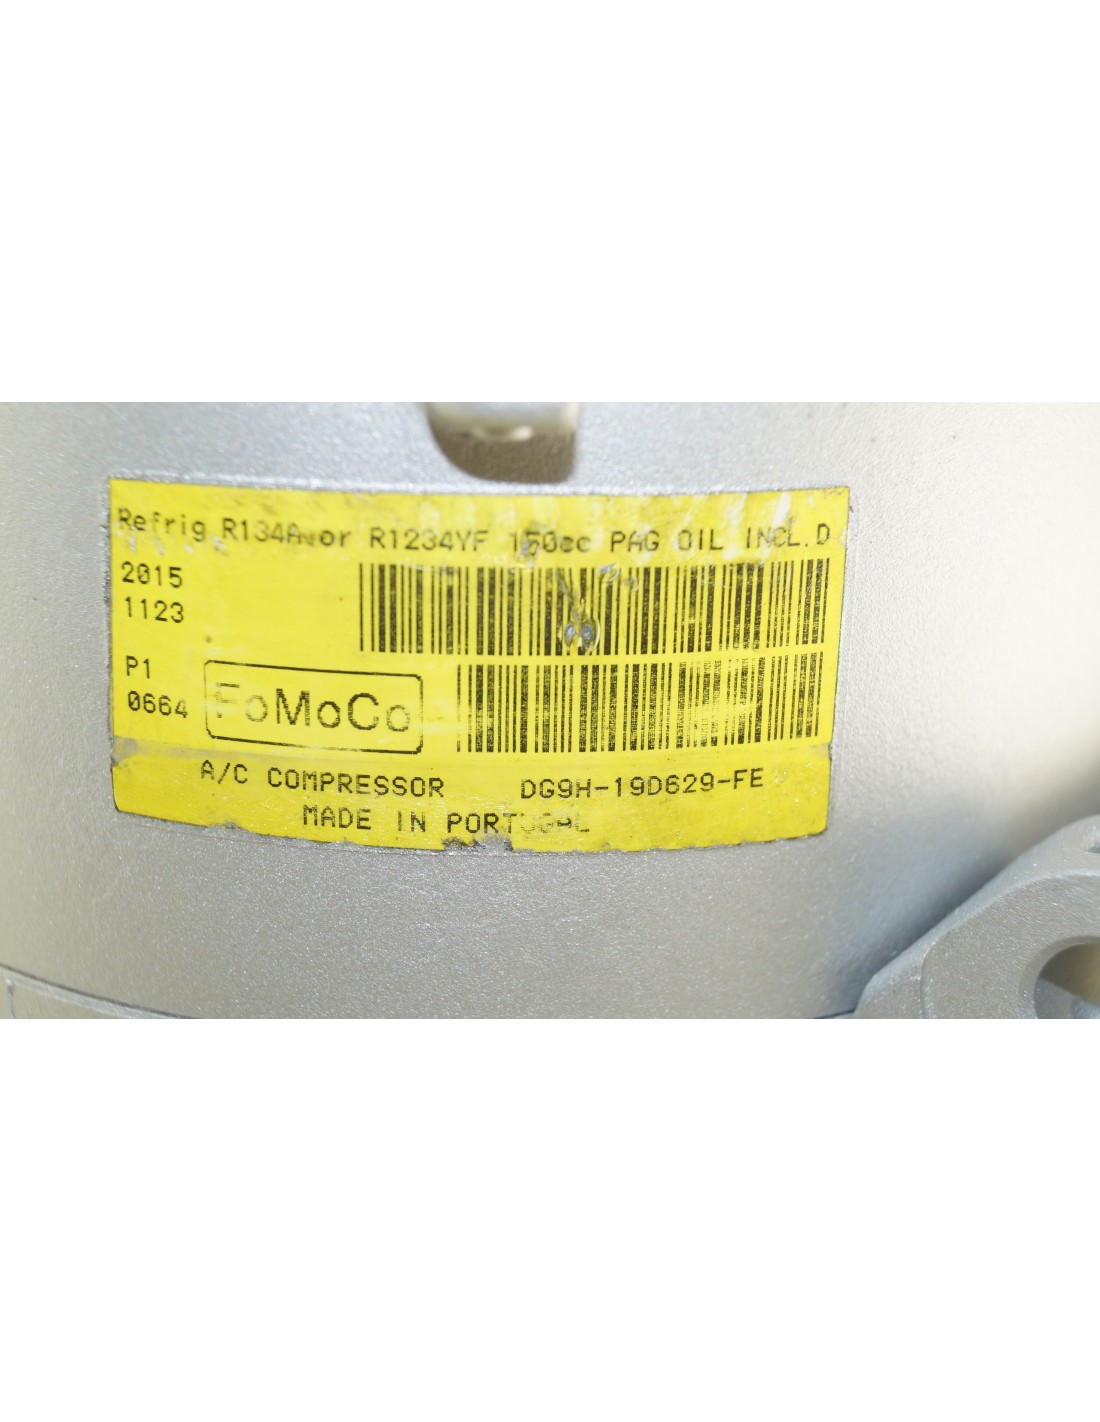 Refrig. R134A or R1234YF 150cc PAG OIL INCL.D
2015
1123
P1
0664
FoMoCo
A/C COMPRESSOR DG9H-19D629-FE
MADE IN PORTUGAL